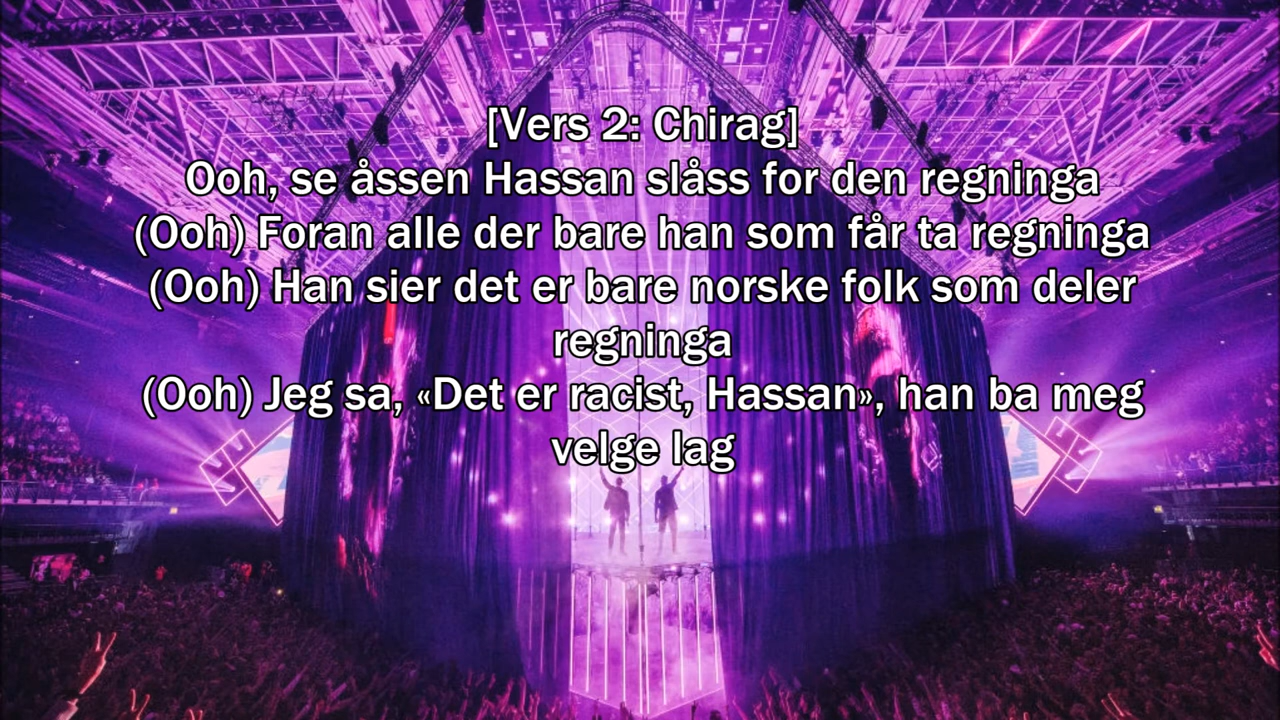 [Vers 2: Chirag]
Ooh, se åssen Hassan slåss for den regninga
(Ooh) Foran alle der bare han som får ta regninga
(Ooh) Han sier det er bare norske folk som deler
regninga
(Ooh) Jeg sa, «Det er racist, Hassan», han ba meg
velge lag